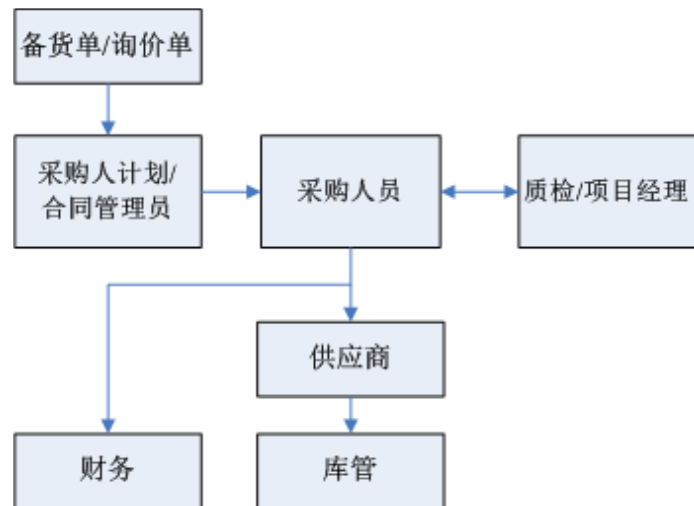 备货单/询价单
采购人计划/
合同管理员
采购人员
质检/项目经理
供应商
财务
库管